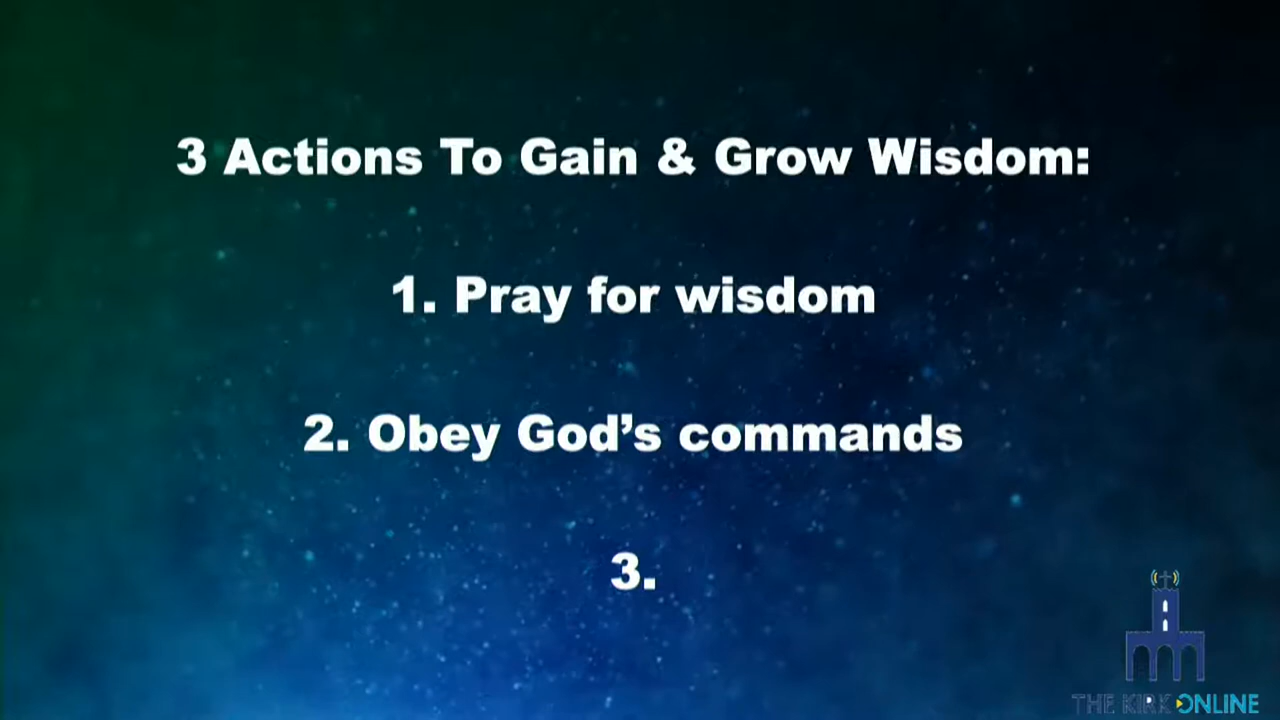 3 Actions To Gain & Grow Wisdom:
1. Pray for wisdom
2. Obey God’s commands
3.
THE KIRK ONLINE